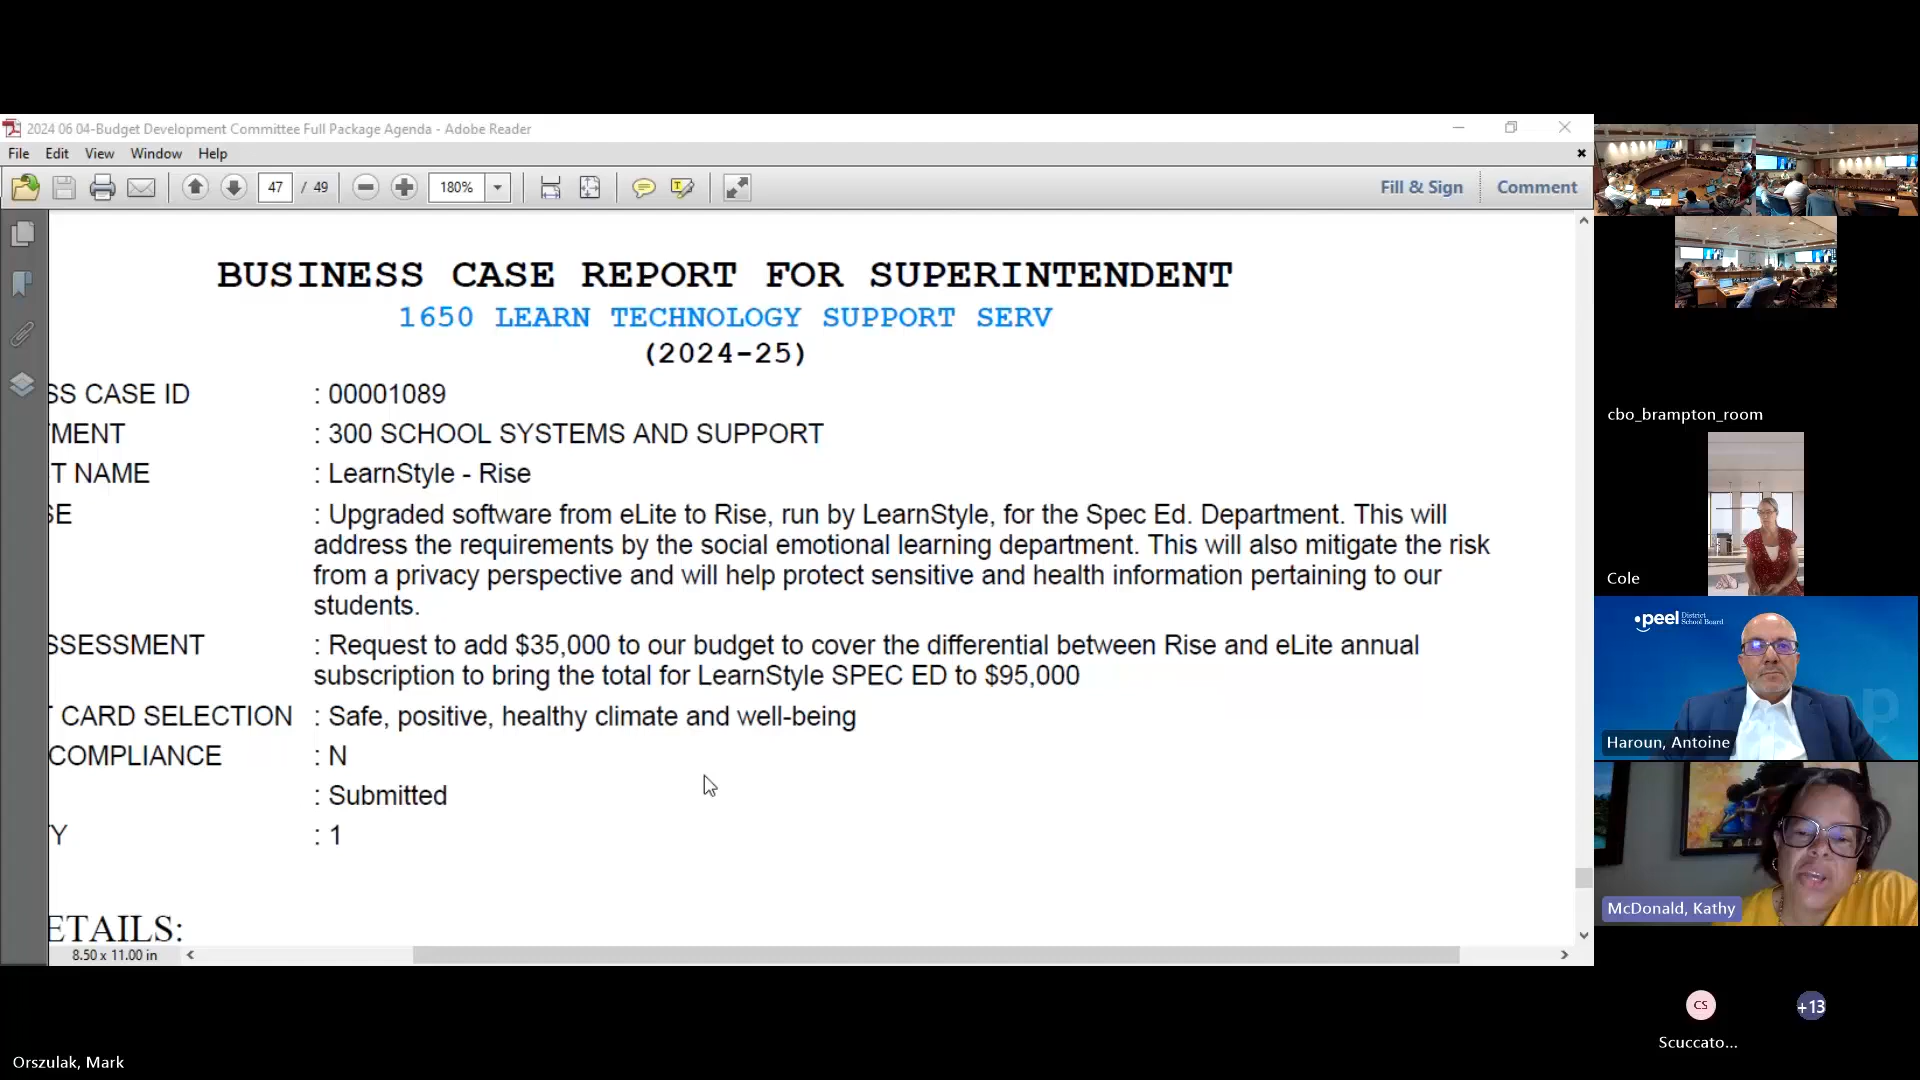 2024 06 04-Budget Development Committee Full Package Agenda - Adobe Reader
File Edit View Window Help
47 / 49 180% Fill & Sign Comment
BUSINESS CASE REPORT FOR SUPERINTENDENT
1650 LEARN TECHNOLOGY SUPPORT SERV
(2024-25)
SS CASE ID : 00001089
MENT : 300 SCHOOL SYSTEMS AND SUPPORT
T NAME : LearnStyle - Rise
SE : Upgraded software from eLite to Rise, run by LearnStyle, for the Spec Ed. Department. This will
address the requirements by the social emotional learning department. This will also mitigate the risk
from a privacy perspective and will help protect sensitive and health information pertaining to our
students.
SSESSMENT : Request to add $35,000 to our budget to cover the differential between Rise and eLite annual
subscription to bring the total for LearnStyle SPEC ED to $95,000
T CARD SELECTION : Safe, positive, healthy climate and well-being
COMPLIANCE : N
: Submitted
Y : 1
ETAILS:
8.50 x 11.00 in
cbo_brampton_room
Cole
peel District School Board
Haroun, Antoine
McDonald, Kathy
CS
+13
Scuccato...
Orszulak, Mark